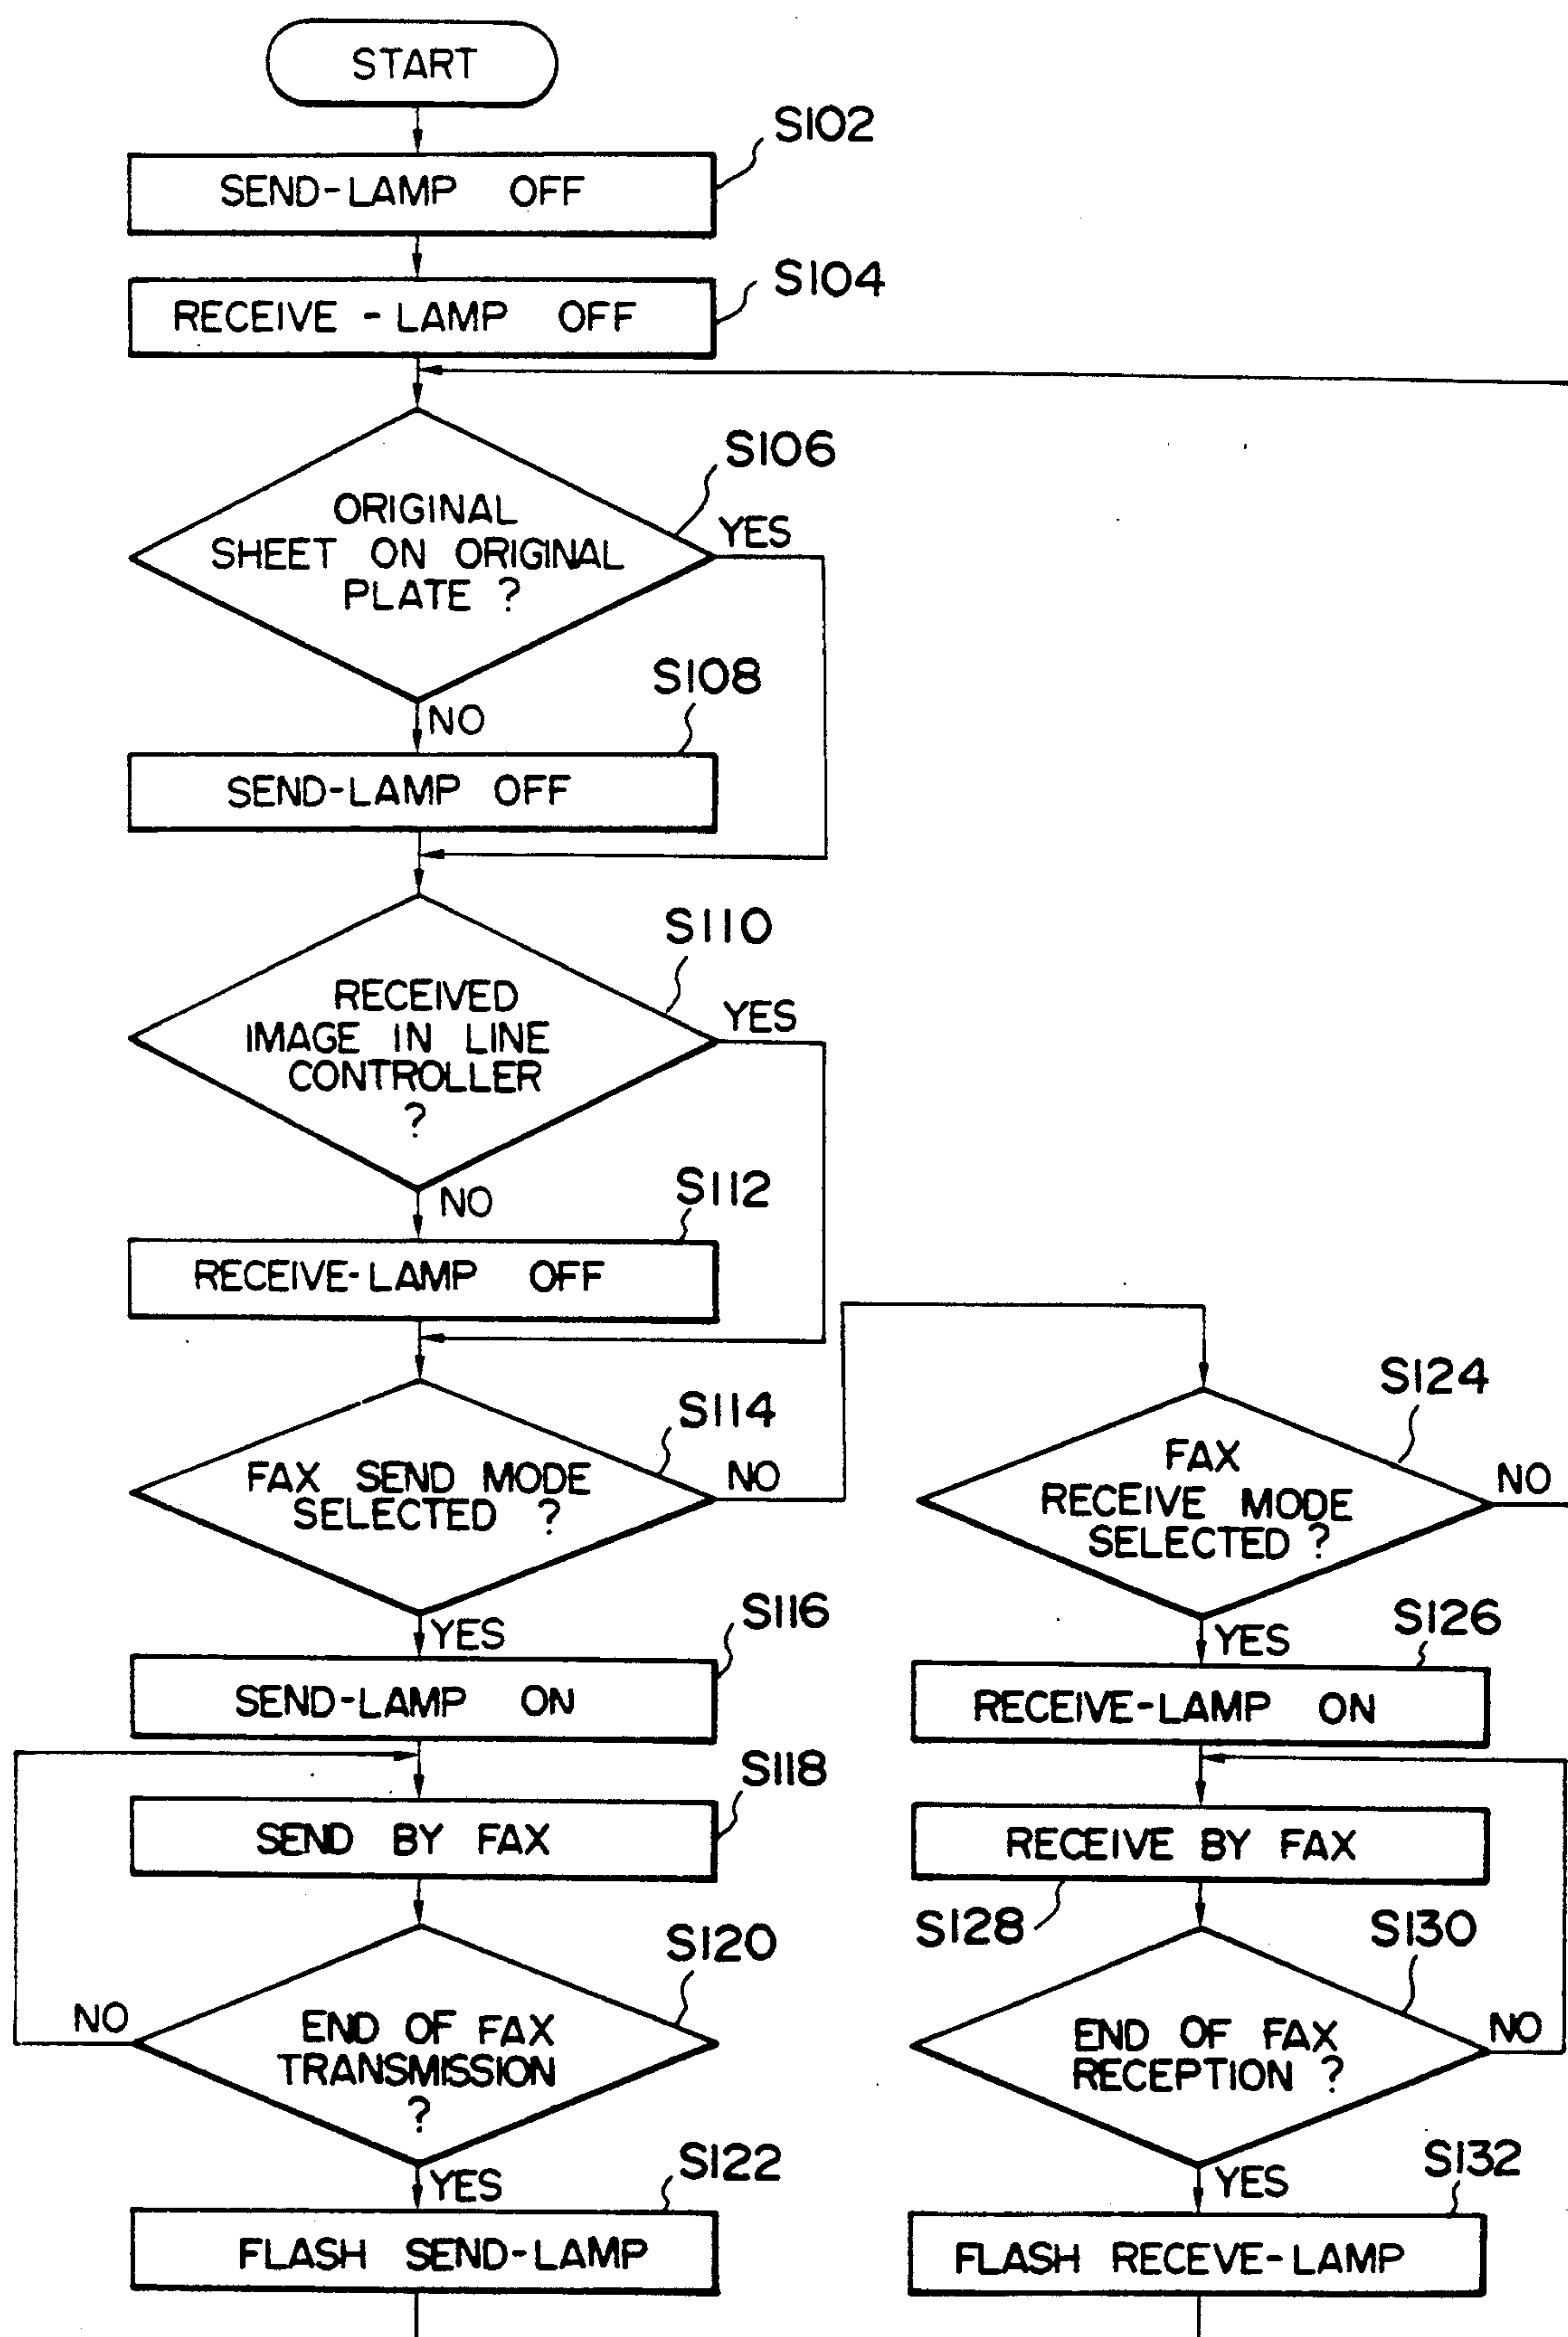 START
S102
SEND-LAMP OFF
S104
RECEIVE - LAMP OFF
S106
ORIGINAL
SHEET ON ORIGINAL
PLATE ?
YES
NO
S108
SEND-LAMP OFF
S110
RECEIVED
IMAGE IN LINE
CONTROLLER
?
YES
NO
S112
RECEIVE-LAMP OFF
S114
FAX SEND MODE
SELECTED ?
NO
YES
S116
SEND-LAMP ON
S118
SEND BY FAX
S120
END OF FAX
TRANSMISSION
?
NO
YES
S122
FLASH SEND-LAMP
S124
FAX
RECEIVE MODE
SELECTED ?
NO
YES
S126
RECEIVE-LAMP ON
RECEIVE BY FAX
S128
S130
END OF FAX
RECEPTION ?
NO
YES
S132
FLASH RECEVE-LAMP